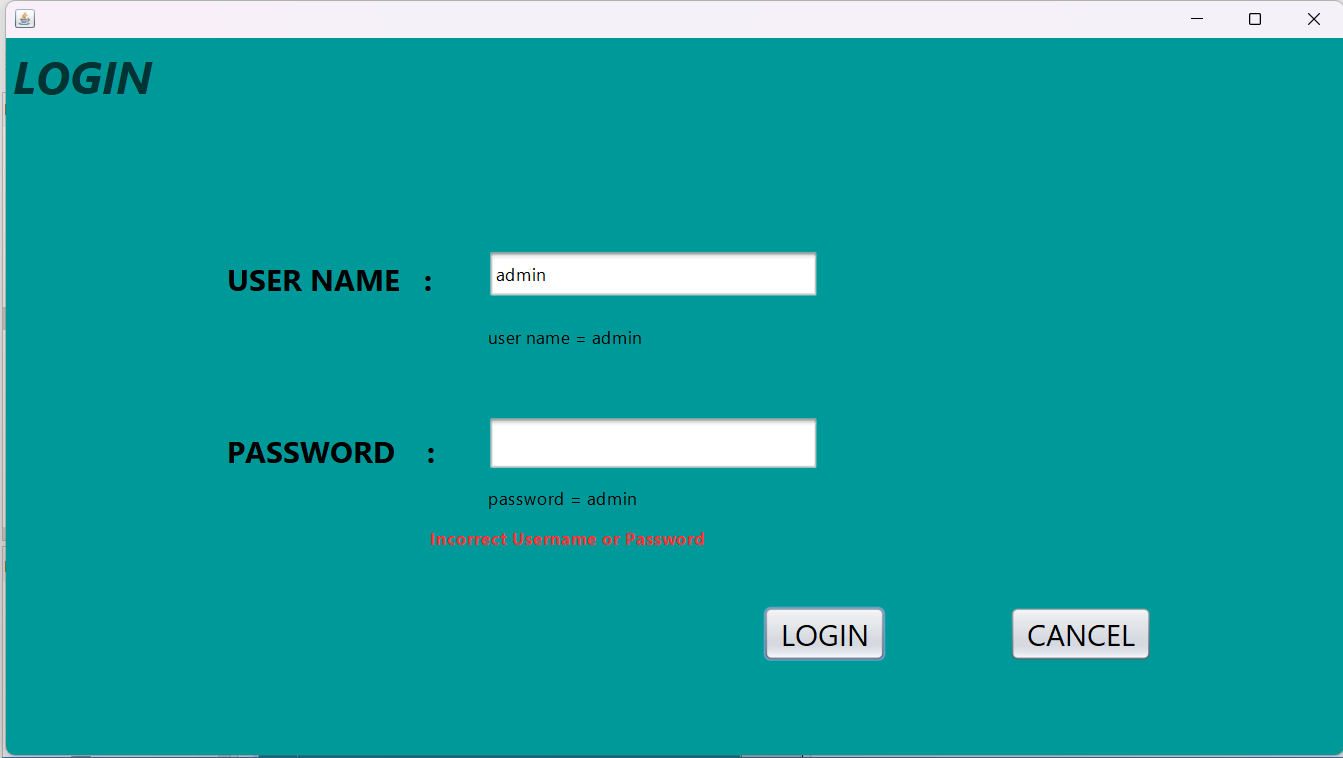 LOGIN
USER NAME :
admin
user name = admin
PASSWORD :
password = admin
Incorrect Username or Password
LOGIN
CANCEL